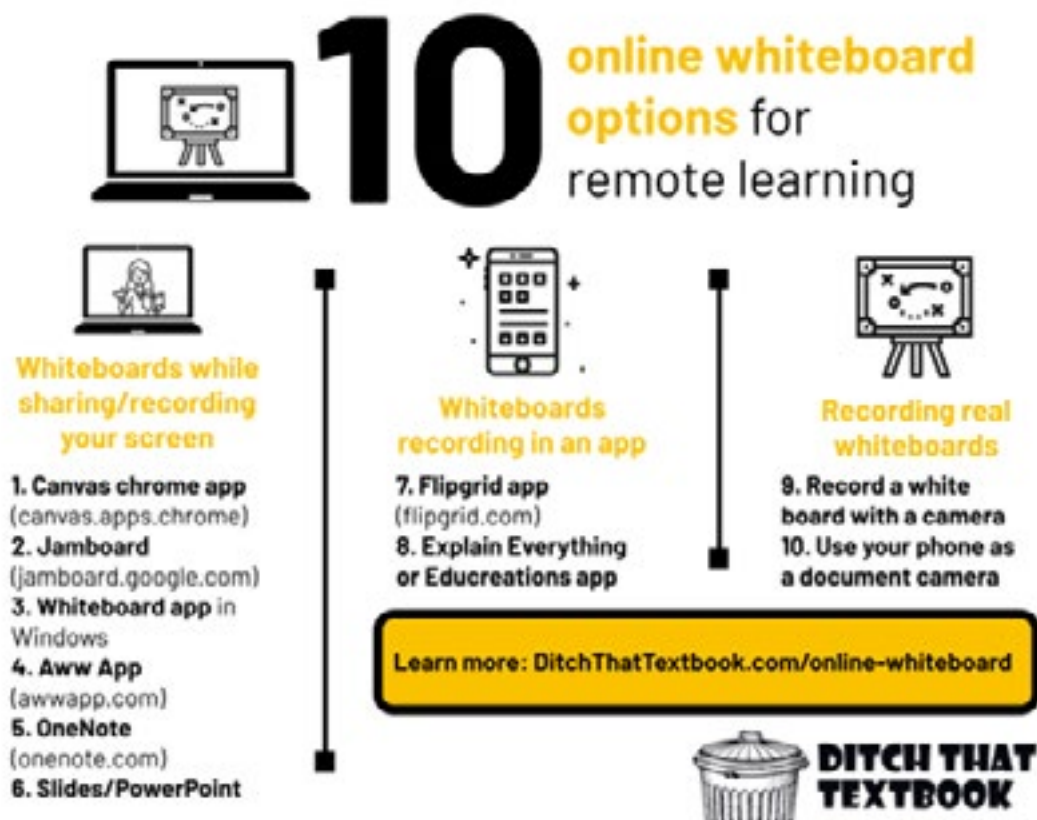 10 online whiteboard
options for
remote learning
Whiteboards while
sharing/recording
your screen
1. Canvas chrome app
(canvas.apps.chrome)
2. Jamboard
(jamboard.google.com)
3. Whiteboard app in
Windows
4. Aww App
(awwapp.com)
5. OneNote
(onenote.com)
6. Slides/PowerPoint
Whiteboards
recording in an app
7. Flipgrid app
(flipgrid.com)
8. Explain Everything
or Educreations app
Recording real
whiteboards
9. Record a white
board with a camera
10. Use your phone as
a document camera
Learn more: DitchThatTextbook.com/online-whiteboard
DITCH THAT
TEXTBOOK